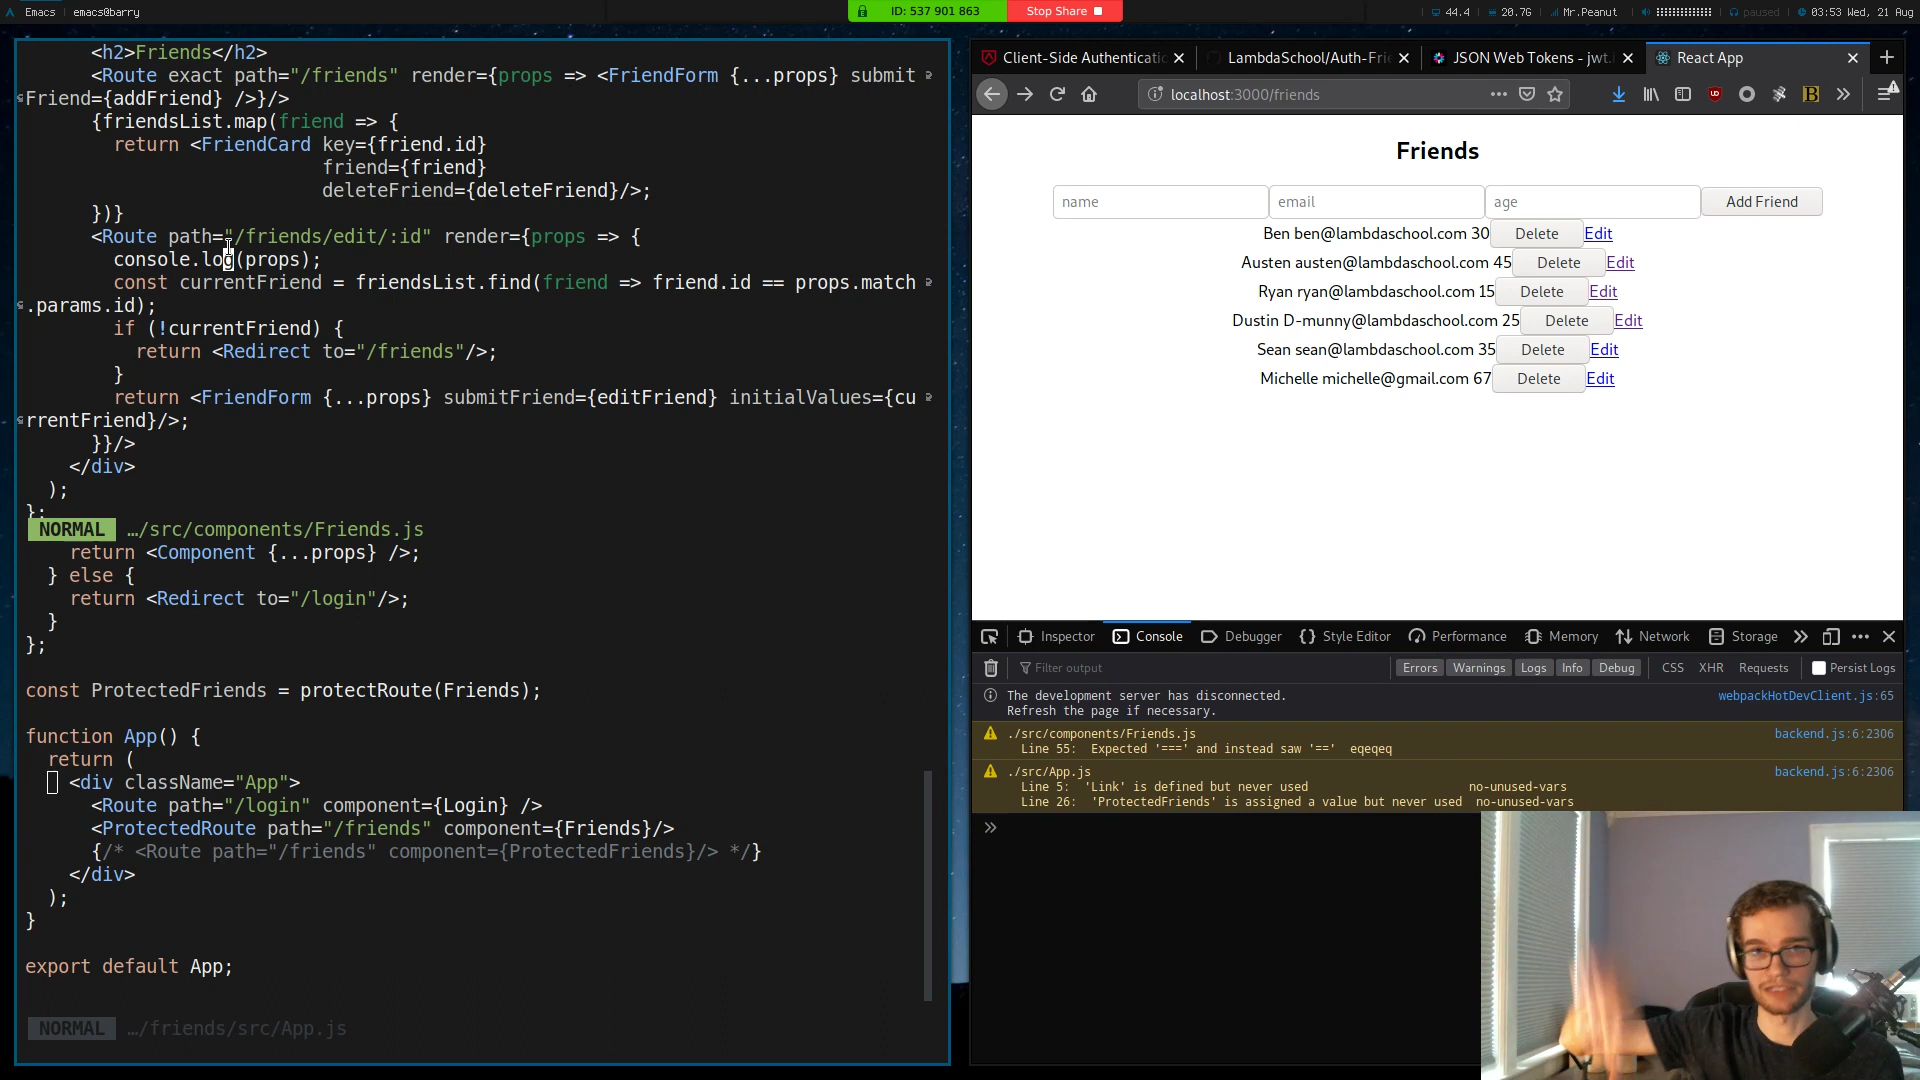 Emacs emacs@barry
ID: 537 901 863
Stop Share
44.4 20.7G Mr.Peanut paused 03:53 Wed, 21 Aug
<h2>Friends</h2>
<Route exact path="/friends" render={props => <FriendForm {...props} submit
Friend={addFriend} />}/>
{friendsList.map(friend => {
return <FriendCard key={friend.id}
friend={friend}
deleteFriend={deleteFriend}/>;
})}
<Route path="/friends/edit/:id" render={props => {
console.log(props);
const currentFriend = friendsList.find(friend => friend.id == props.match
.params.id);
if (!currentFriend) {
return <Redirect to="/friends"/>;
}
return <FriendForm {...props} submitFriend={editFriend} initialValues={cu
rrentFriend}/>;
}}/>
</div>
);
};
NORMAL …/src/components/Friends.js
return <Component {...props} />;
} else {
return <Redirect to="/login"/>;
}
};
const ProtectedFriends = protectRoute(Friends);
function App() {
return (
<div className="App">
<Route path="/login" component={Login} />
<ProtectedRoute path="/friends" component={Friends}/>
{/* <Route path="/friends" component={ProtectedFriends}/> */}
</div>
);
}
export default App;
NORMAL …/friends/src/App.js
Client-Side Authenticati
LambdaSchool/Auth-Frie
JSON Web Tokens - jwt.i
React App
localhost:3000/friends
Friends
name email age Add Friend
Ben ben@lambdaschool.com 30 Delete Edit
Austen austen@lambdaschool.com 45 Delete Edit
Ryan ryan@lambdaschool.com 15 Delete Edit
Dustin D-munny@lambdaschool.com 25 Delete Edit
Sean sean@lambdaschool.com 35 Delete Edit
Michelle michelle@gmail.com 67 Delete Edit
Inspector Console Debugger Style Editor Performance Memory Network Storage
Filter output Errors Warnings Logs Info Debug CSS XHR Requests Persist Logs
The development server has disconnected. webpackHotDevClient.js:65
Refresh the page if necessary.
./src/components/Friends.js backend.js:6:2306
Line 55: Expected '===' and instead saw '==' eqeqeq
./src/App.js backend.js:6:2306
Line 5: 'Link' is defined but never used no-unused-vars
Line 26: 'ProtectedFriends' is assigned a value but never used no-unused-vars